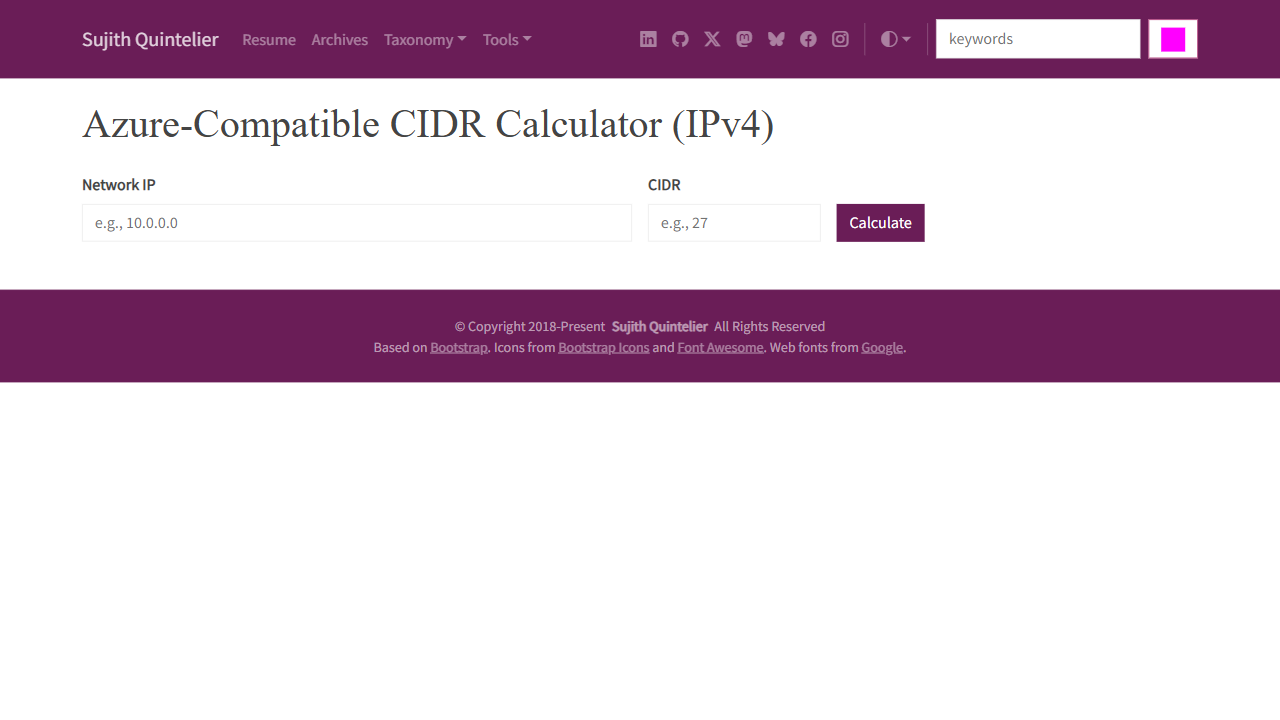 Sujith Quintelier Resume Archives Taxonomy Tools keywords
Azure-Compatible CIDR Calculator (IPv4)
Network IP CIDR
e.g., 10.0.0.0 e.g., 27 Calculate
© Copyright 2018-Present Sujith Quintelier All Rights Reserved
Based on Bootstrap. Icons from Bootstrap Icons and Font Awesome. Web fonts from Google.